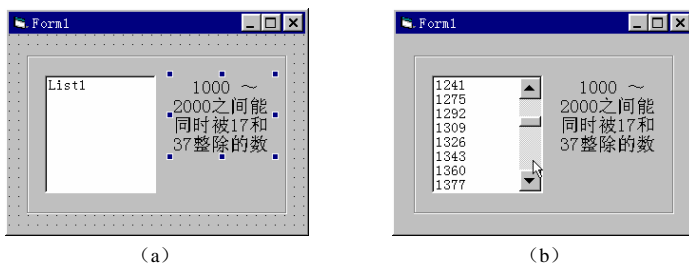 Form1
List1
1000 ～
2000之间能
同时被17和
37整除的数
(a)
Form1
1241
1275
1292
1309
1326
1343
1360
1377
1000 ～
2000之间能
同时被17和
37整除的数
(b)